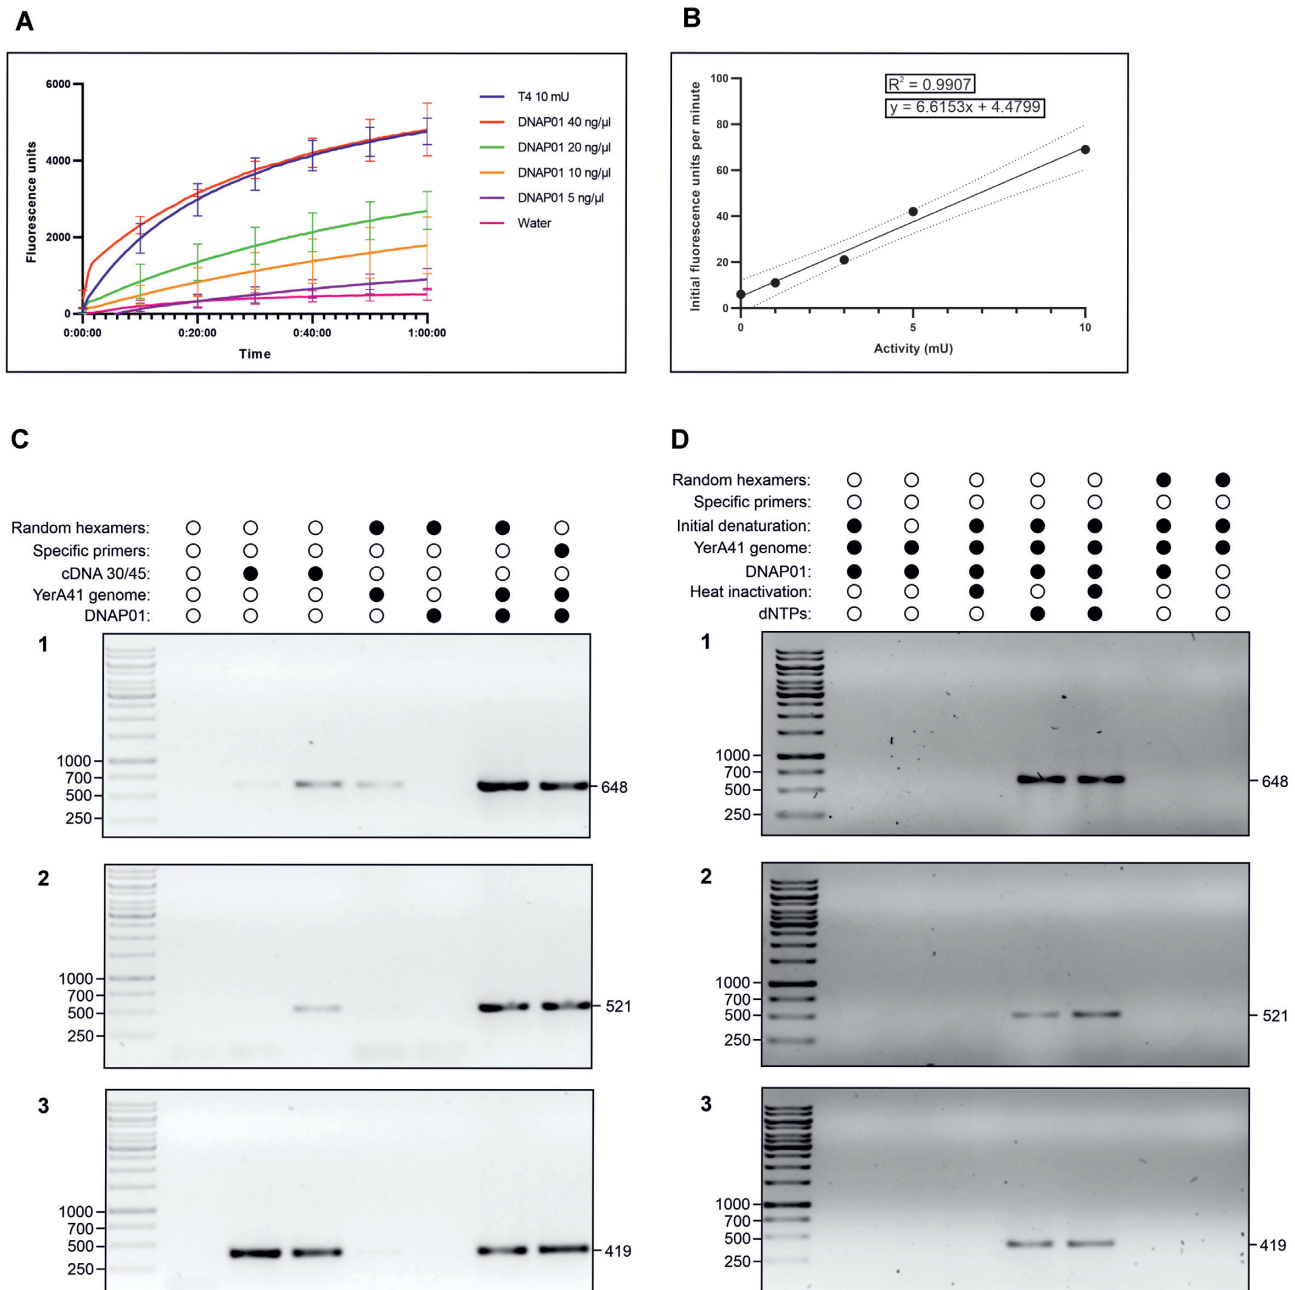 A
B
6000
4000
2000
0
Fluorescence units
0:00:00
0:20:00
0:40:00
1:00:00
Time
T4 10 mU
DNAP01 40 ng/µl
DNAP01 20 ng/µl
DNAP01 10 ng/µl
DNAP01 5 ng/µl
Water
100
80
60
40
20
0
Initial fluorescence units per minute
R² = 0.9907
y = 6.6153x + 4.4799
0
5
10
Activity (mU)
C
Random hexamers:
Specific primers:
cDNA 30/45:
YerA41 genome:
DNAP01:
1
1000
700
500
250
648
2
1000
700
500
250
521
3
1000
700
500
250
419
D
Random hexamers:
Specific primers:
Initial denaturation:
YerA41 genome:
DNAP01:
Heat inactivation:
dNTPs:
1
1000
700
500
250
648
2
1000
700
500
250
521
3
1000
700
500
250
419